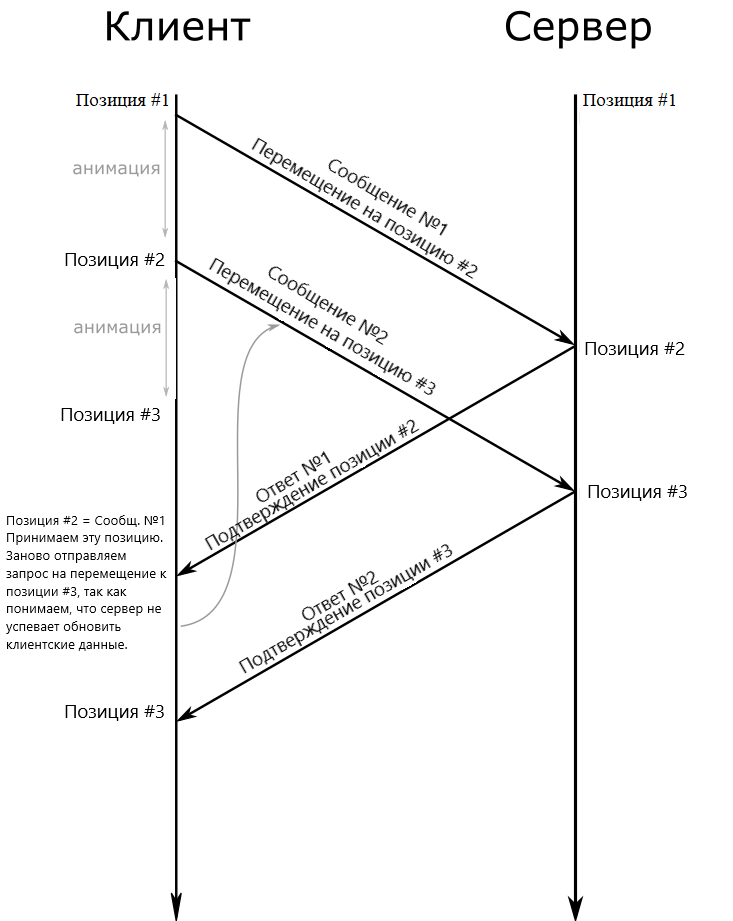 Клиент
Сервер
Позиция #1
Позиция #1
анимация
Сообщение №1
Перемещение на позицию #2
Позиция #2
Сообщение №2
Перемещение на позицию #3
анимация
Позиция #2
Позиция #3
Ответ №1
Подтверждение позиции #2
Позиция #3
Позиция #2 = Сообщ. №1
Принимаем эту позицию.
Заново отправляем
запрос на перемещение к
позиции #3, так как
понимаем, что сервер не
успевает обновить
клиентские данные.
Ответ №2
Подтверждение позиции #3
Позиция #3